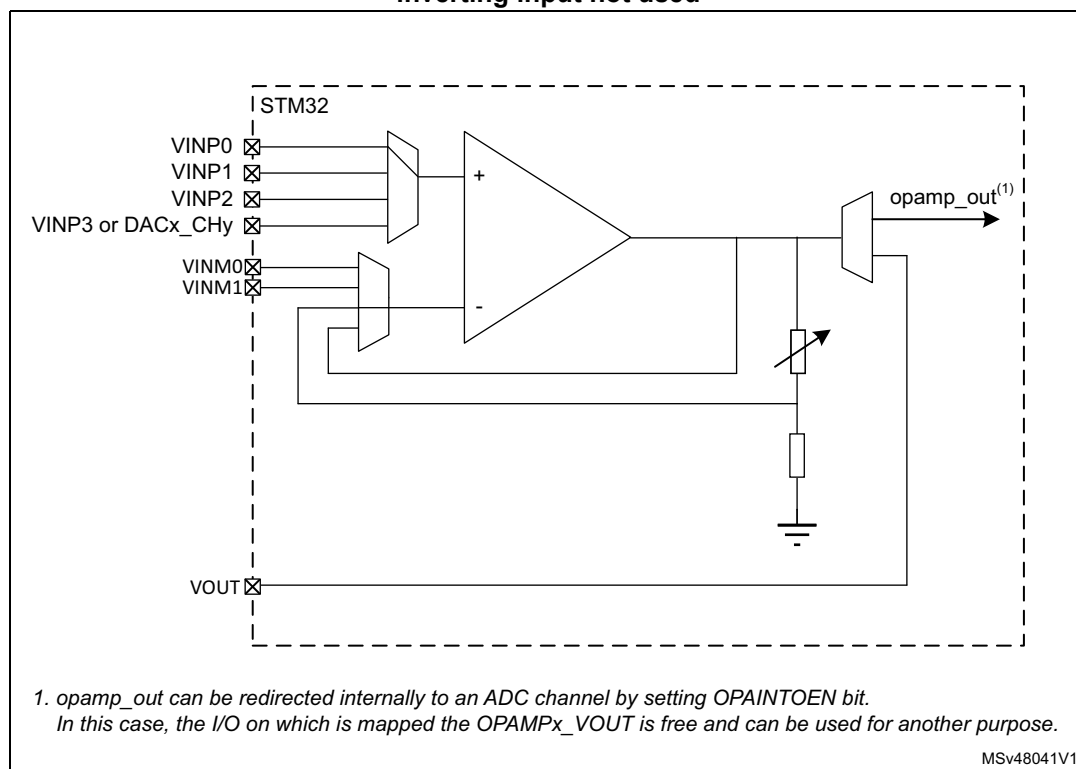 inverting input not used
STM32
VINP0
VINP1
VINP2
VINP3 or DACx_CHy
VINM0
VINM1
+
-
opamp_out(1)
VOUT
1. opamp_out can be redirected internally to an ADC channel by setting OPAINTOEN bit.
In this case, the I/O on which is mapped the OPAMPx_VOUT is free and can be used for another purpose.
MSv48041V1